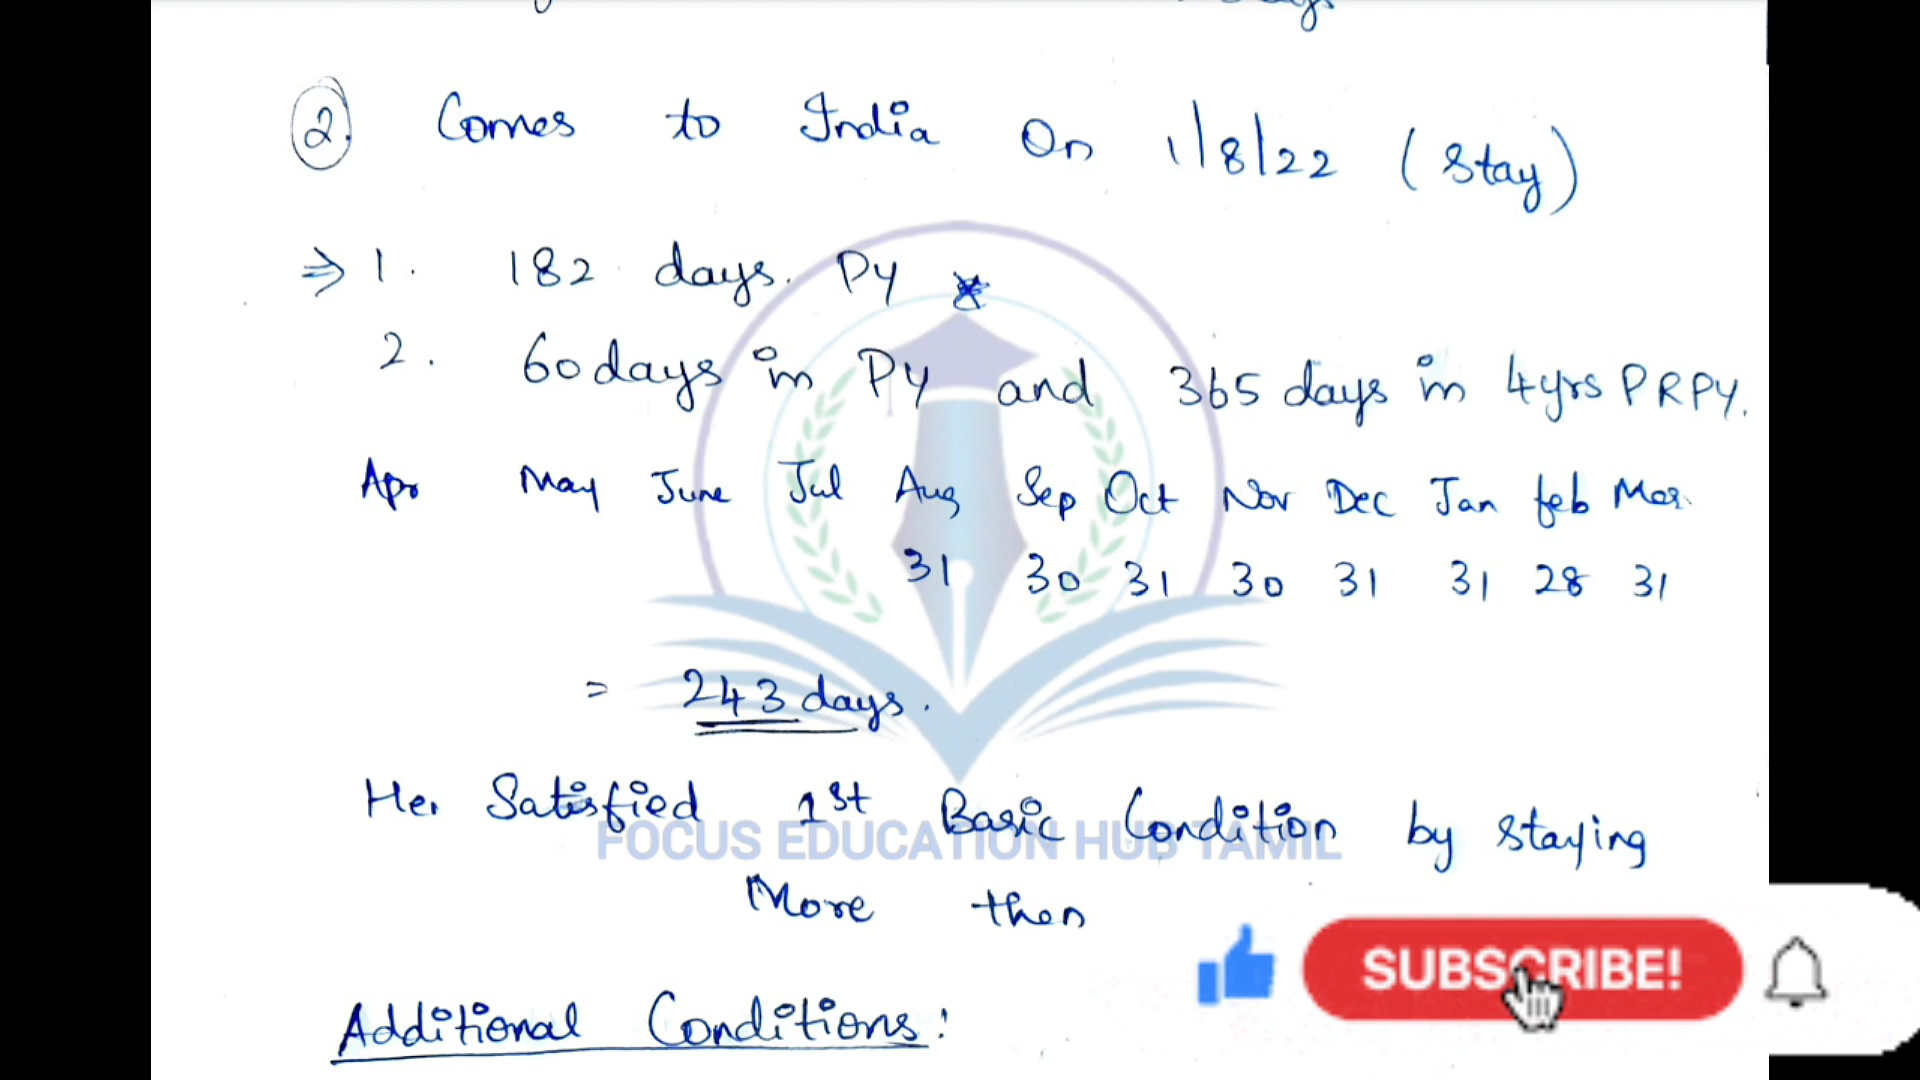 2. Comes to India On 1/8/22 (Stay)
⇒ 1. 182 days. PY
2. 60 days in PY and 365 days in 4 yrs PRPY.
Apr May June Jul Aug Sep Oct Nov Dec Jan feb Mar.
31 30 31 30 31 31 28 31
= 243 days.
He. Satisfied 1st Basic Condition by staying
FOCUS EDUCATION HUB TAMIL
More then
SUBSCRIBE!
Additional Conditions: